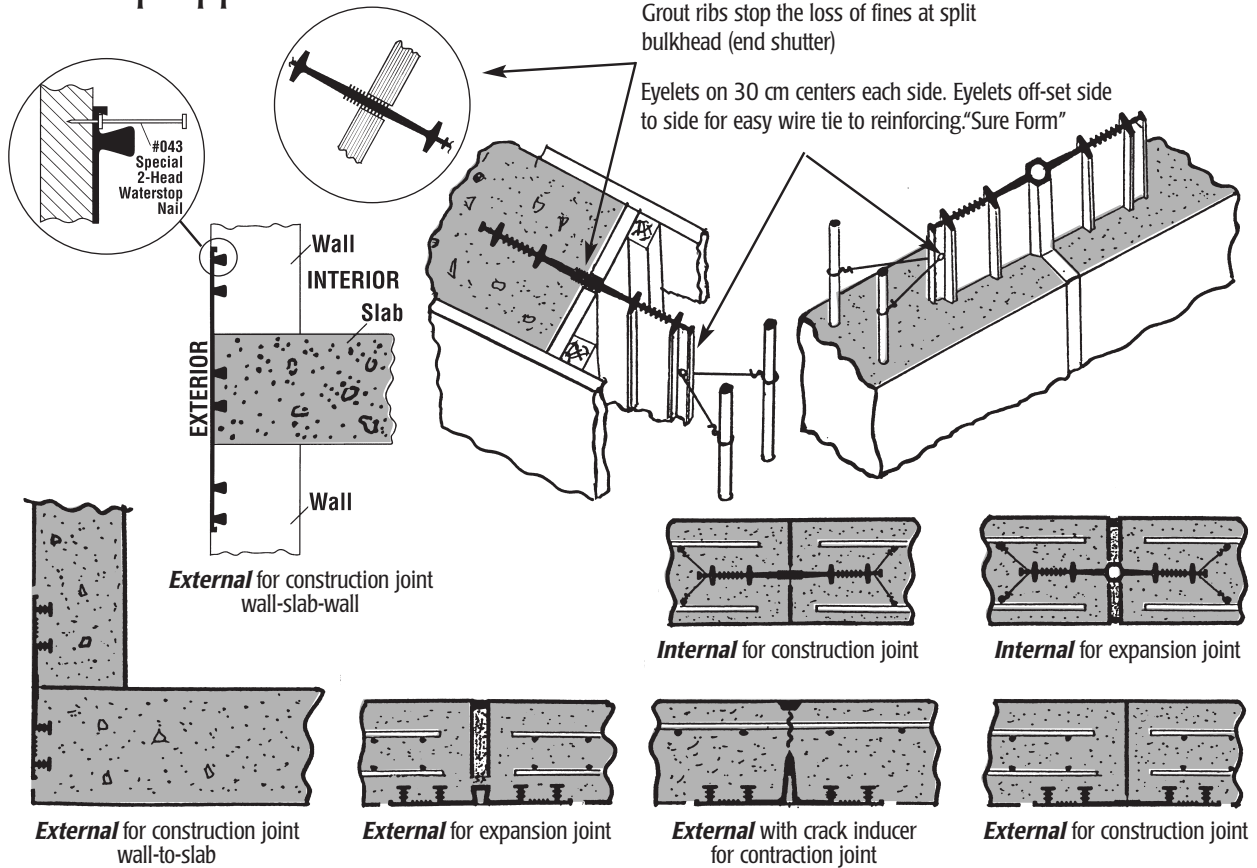 Grout ribs stop the loss of fines at split
bulkhead (end shutter)
Eyelets on 30 cm centers each side. Eyelets off-set side
to side for easy wire tie to reinforcing."Sure Form"
#043
Special
2-Head
Waterstop
Nail
Wall
INTERIOR
Slab
EXTERIOR
Wall
External for construction joint
wall-slab-wall
Internal for construction joint
Internal for expansion joint
External for construction joint
wall-to-slab
External for expansion joint
External with crack inducer
for contraction joint
External for construction joint